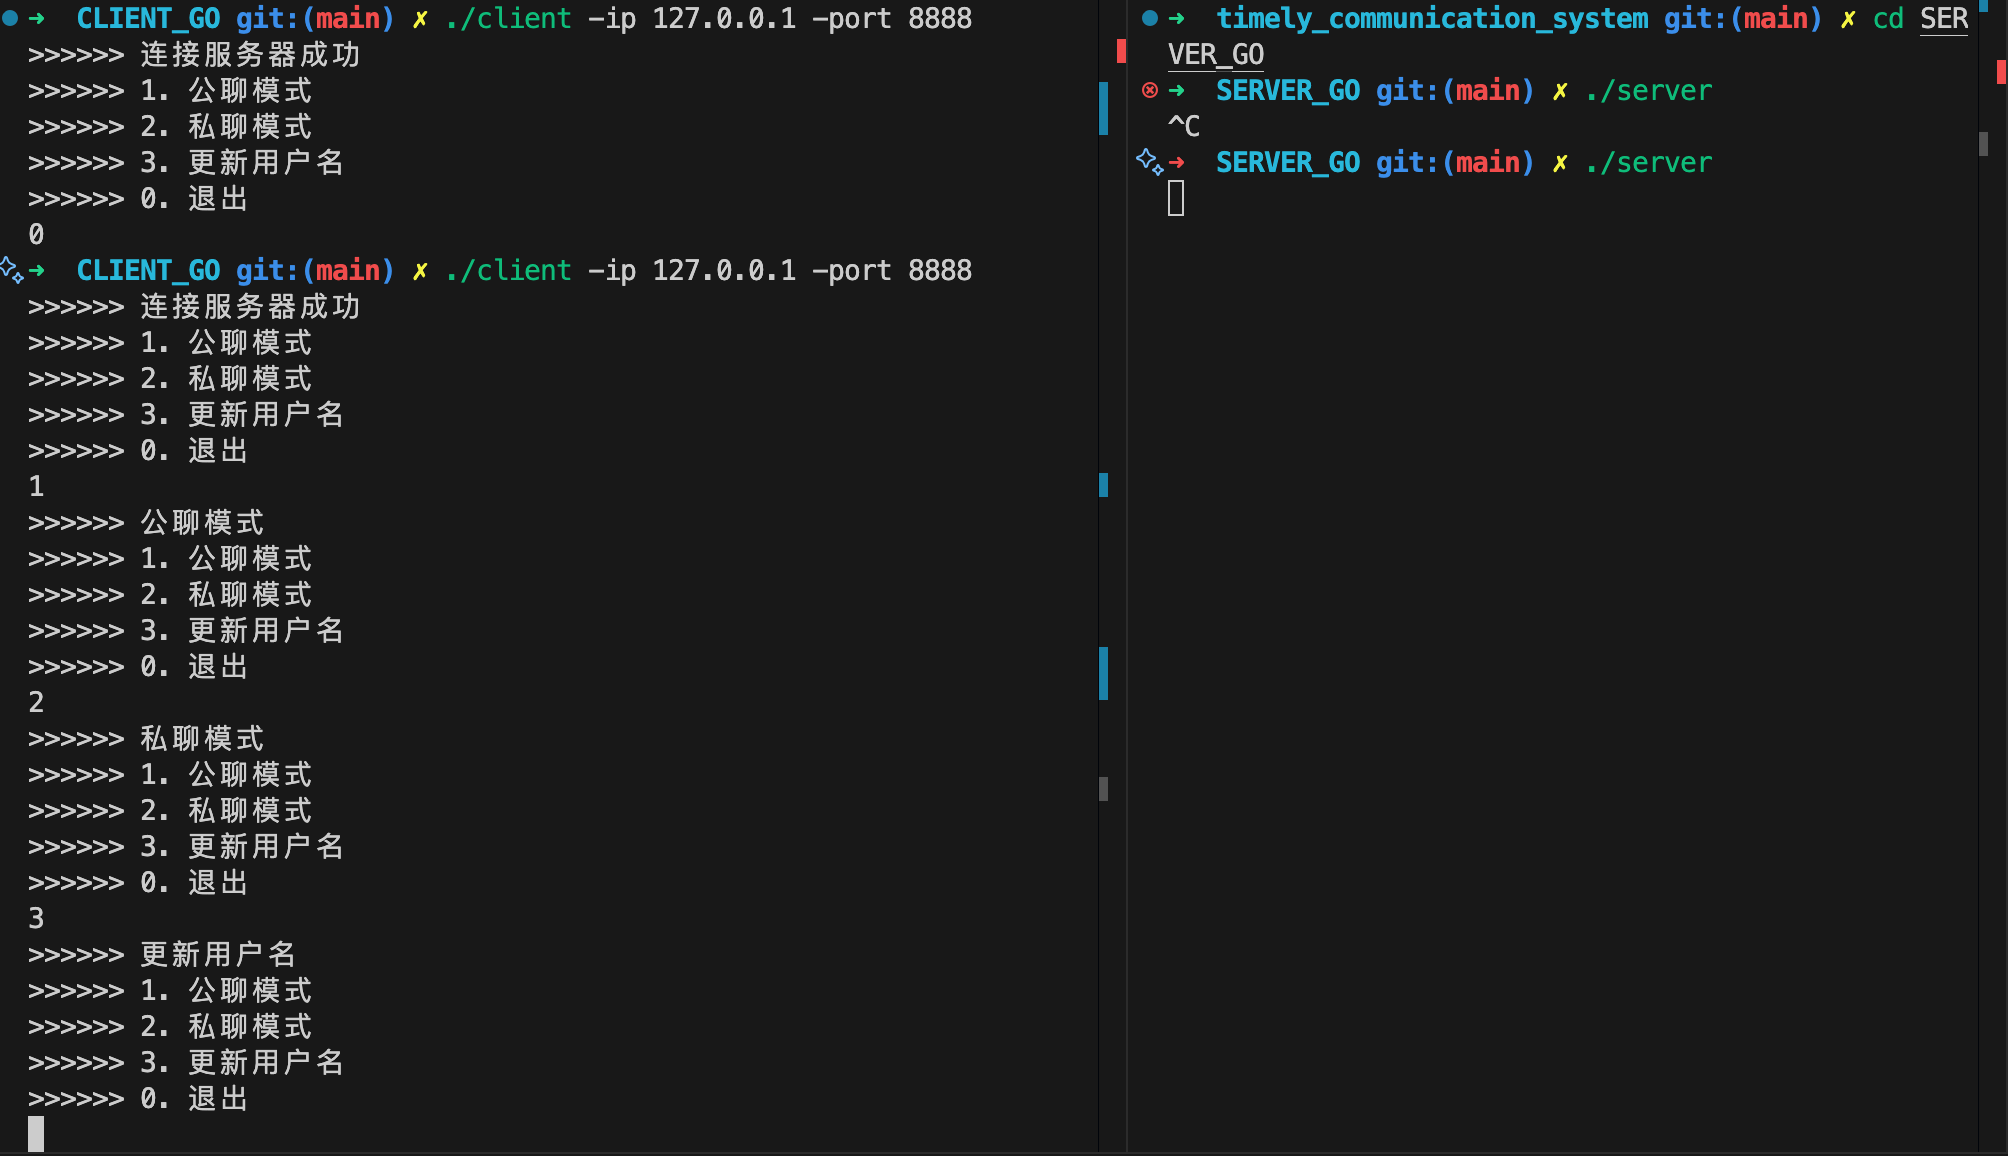 ➜  CLIENT_GO git:(main) ✗ ./client -ip 127.0.0.1 -port 8888
>>>>>> 连接服务器成功
>>>>>> 1. 公聊模式
>>>>>> 2. 私聊模式
>>>>>> 3. 更新用户名
>>>>>> 0. 退出
0
➜  CLIENT_GO git:(main) ✗ ./client -ip 127.0.0.1 -port 8888
>>>>>> 连接服务器成功
>>>>>> 1. 公聊模式
>>>>>> 2. 私聊模式
>>>>>> 3. 更新用户名
>>>>>> 0. 退出
1
>>>>>> 公聊模式
>>>>>> 1. 公聊模式
>>>>>> 2. 私聊模式
>>>>>> 3. 更新用户名
>>>>>> 0. 退出
2
>>>>>> 私聊模式
>>>>>> 1. 公聊模式
>>>>>> 2. 私聊模式
>>>>>> 3. 更新用户名
>>>>>> 0. 退出
3
>>>>>> 更新用户名
>>>>>> 1. 公聊模式
>>>>>> 2. 私聊模式
>>>>>> 3. 更新用户名
>>>>>> 0. 退出
➜  timely_communication_system git:(main) ✗ cd SER
VER_GO
➜  SERVER_GO git:(main) ✗ ./server
^C
➜  SERVER_GO git:(main) ✗ ./server